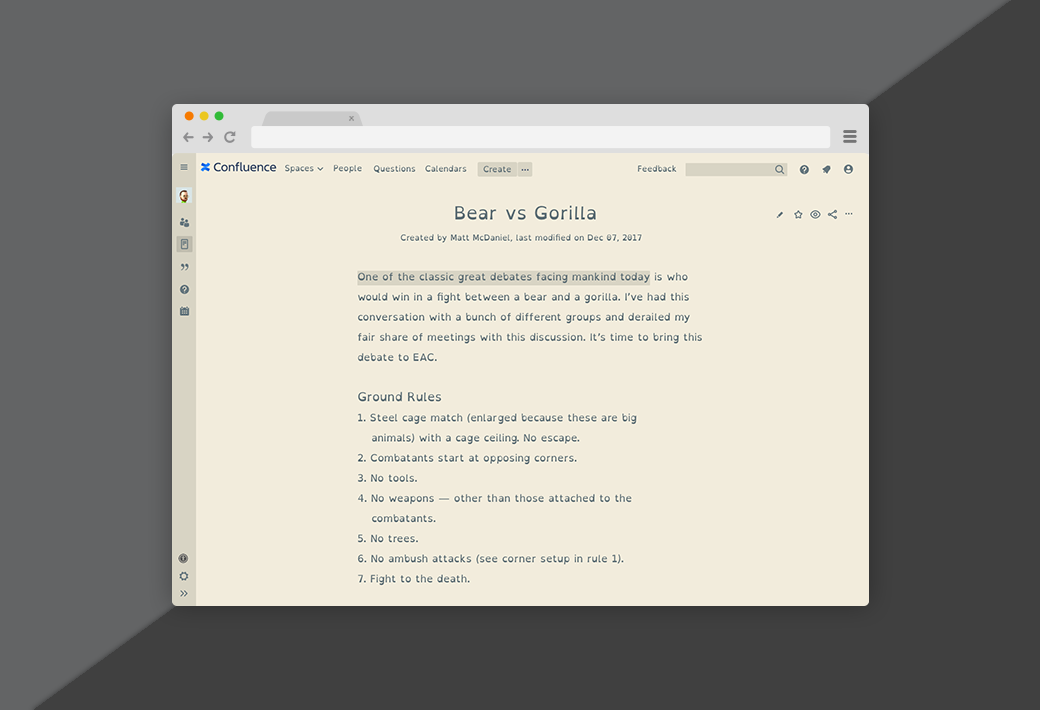 Confluence Spaces People Questions Calendars Create Feedback
Bear vs Gorilla
Created by Matt McDaniel, last modified on Dec 07, 2017
One of the classic great debates facing mankind today is who
would win in a fight between a bear and a gorilla. I've had this
conversation with a bunch of different groups and derailed my
fair share of meetings with this discussion. It's time to bring this
debate to EAC.
Ground Rules
1. Steel cage match (enlarged because these are big
animals) with a cage ceiling. No escape.
2. Combatants start at opposing corners.
3. No tools.
4. No weapons — other than those attached to the
combatants.
5. No trees.
6. No ambush attacks (see corner setup in rule 1).
7. Fight to the death.